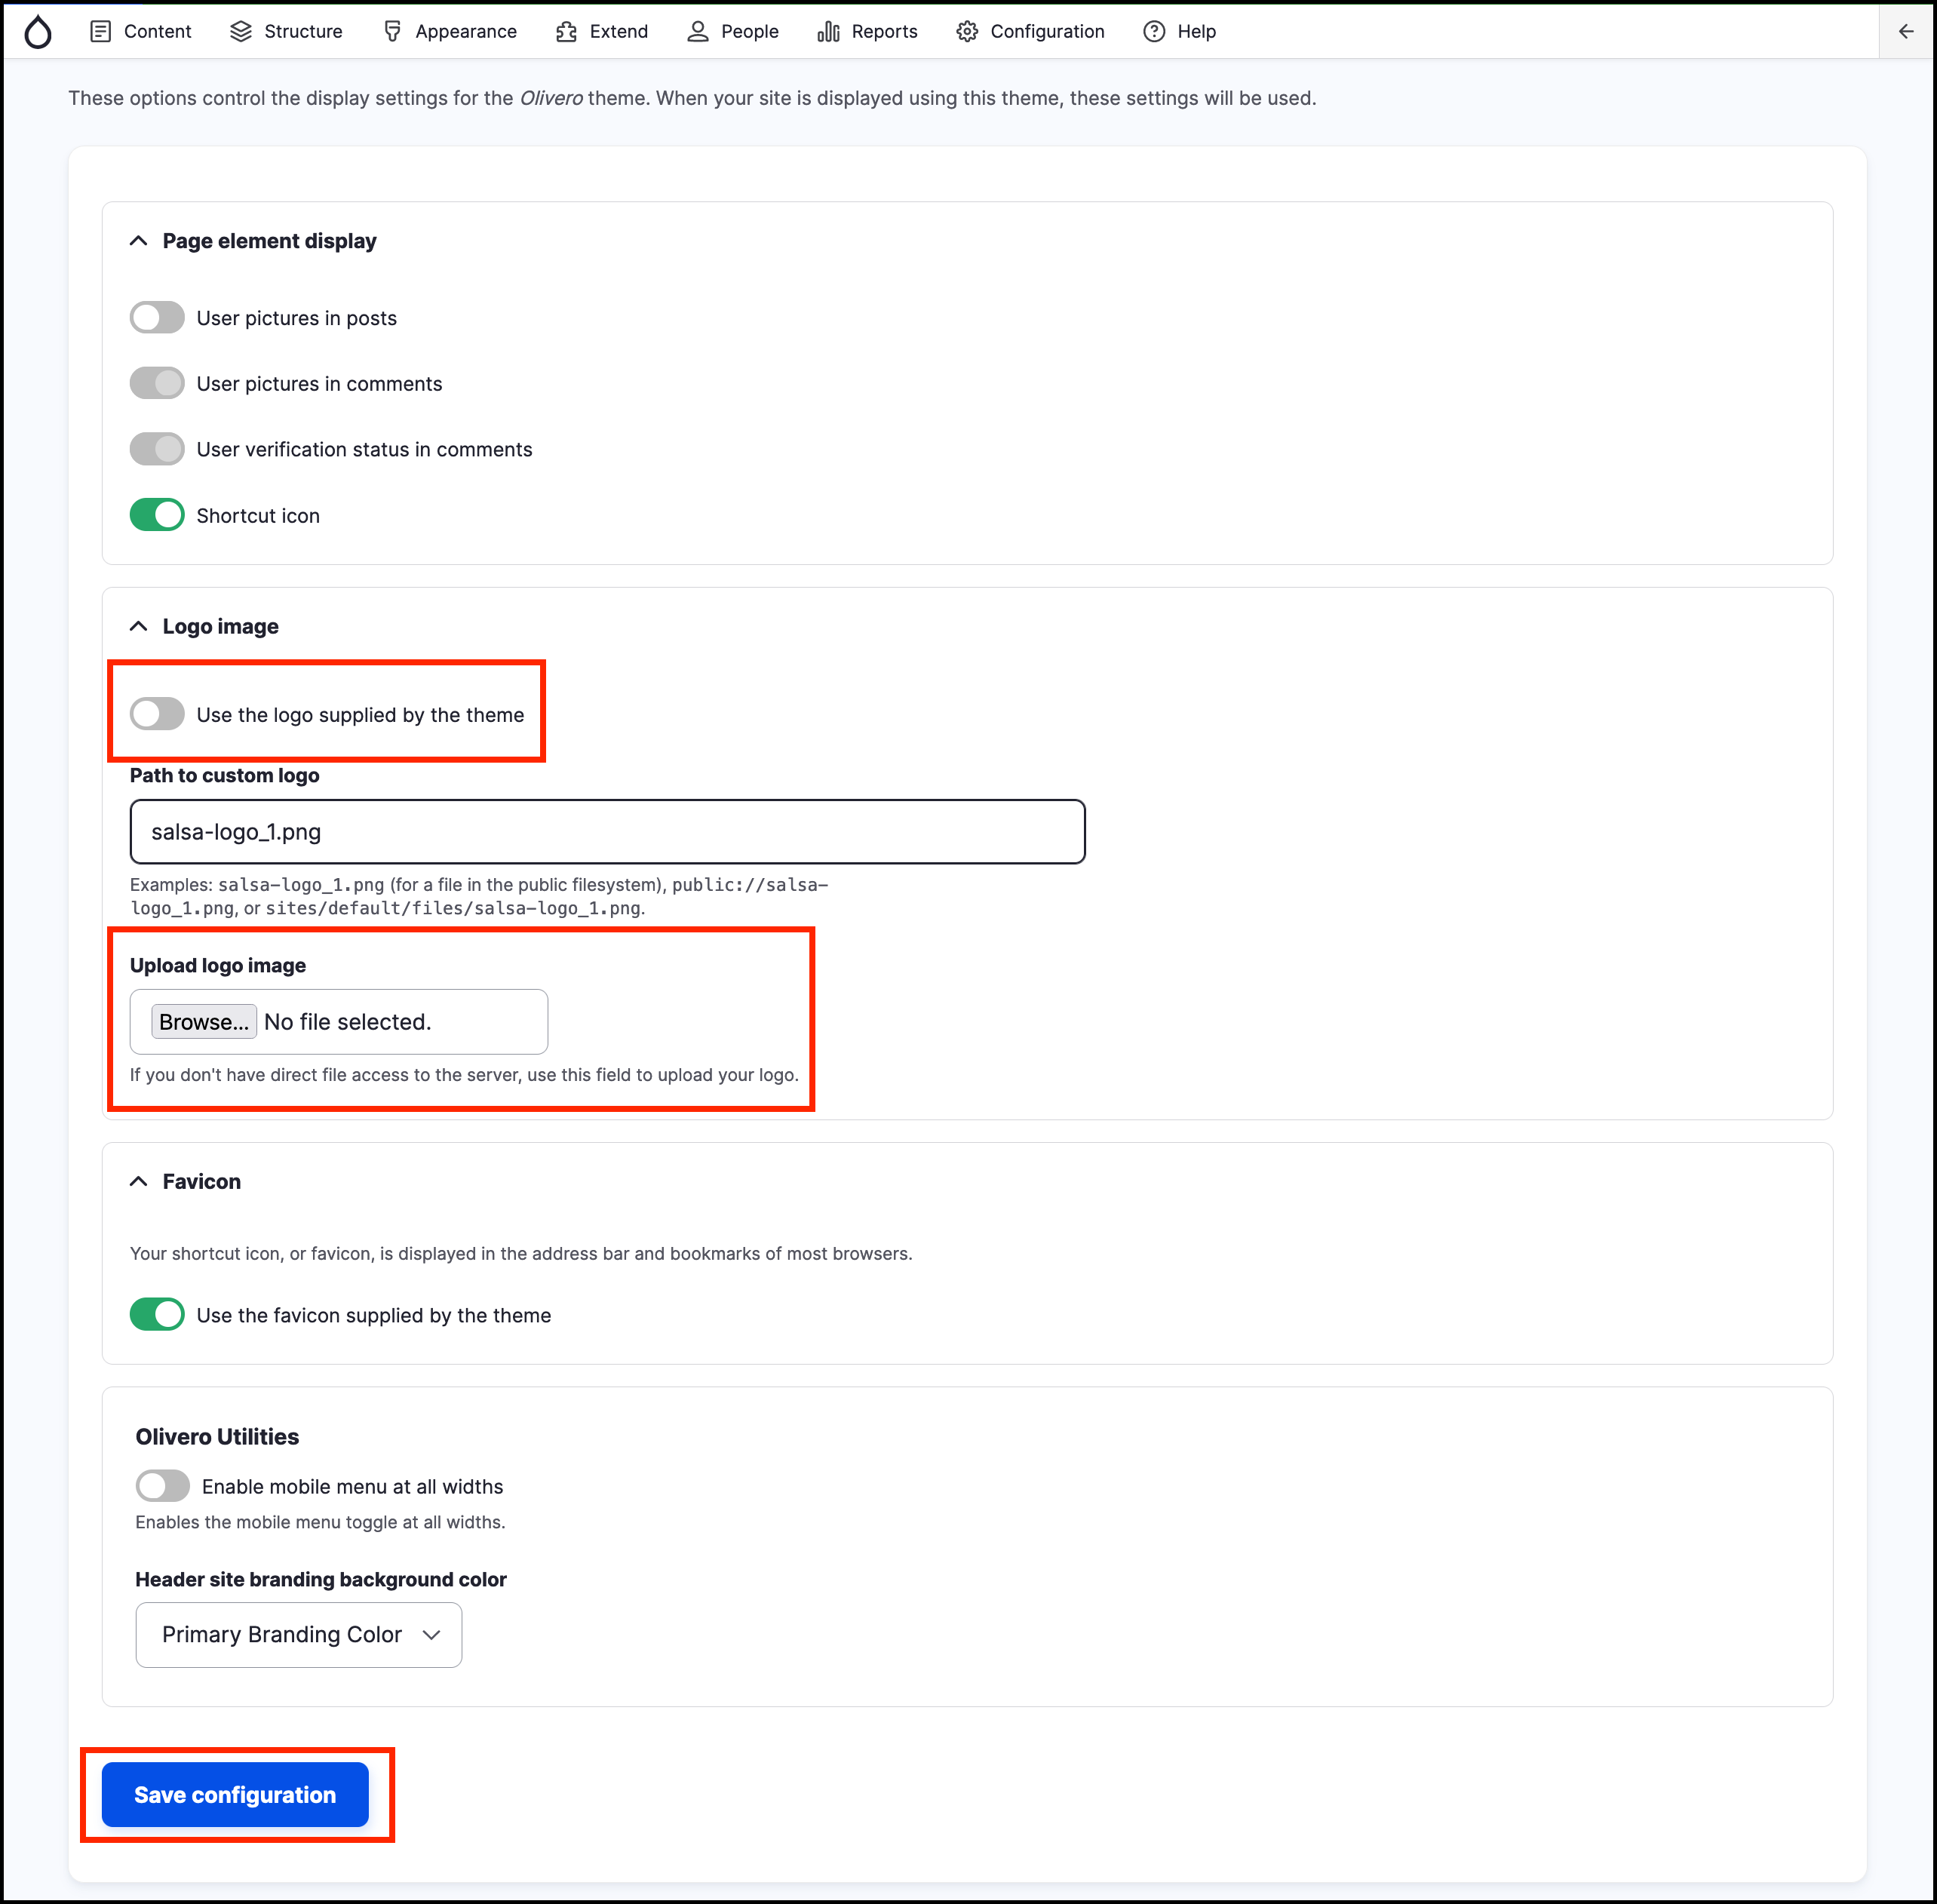 Content Structure Appearance Extend People Reports Configuration Help
These options control the display settings for the Olivero theme. When your site is displayed using this theme, these settings will be used.
Page element display
User pictures in posts
User pictures in comments
User verification status in comments
Shortcut icon
Logo image
Use the logo supplied by the theme
Path to custom logo
salsa-logo_1.png
Examples: salsa-logo_1.png (for a file in the public filesystem), public://salsa-
logo_1.png, or sites/default/files/salsa-logo_1.png.
Upload logo image
Browse... No file selected.
If you don't have direct file access to the server, use this field to upload your logo.
Favicon
Your shortcut icon, or favicon, is displayed in the address bar and bookmarks of most browsers.
Use the favicon supplied by the theme
Olivero Utilities
Enable mobile menu at all widths
Enables the mobile menu toggle at all widths.
Header site branding background color
Primary Branding Color
Save configuration